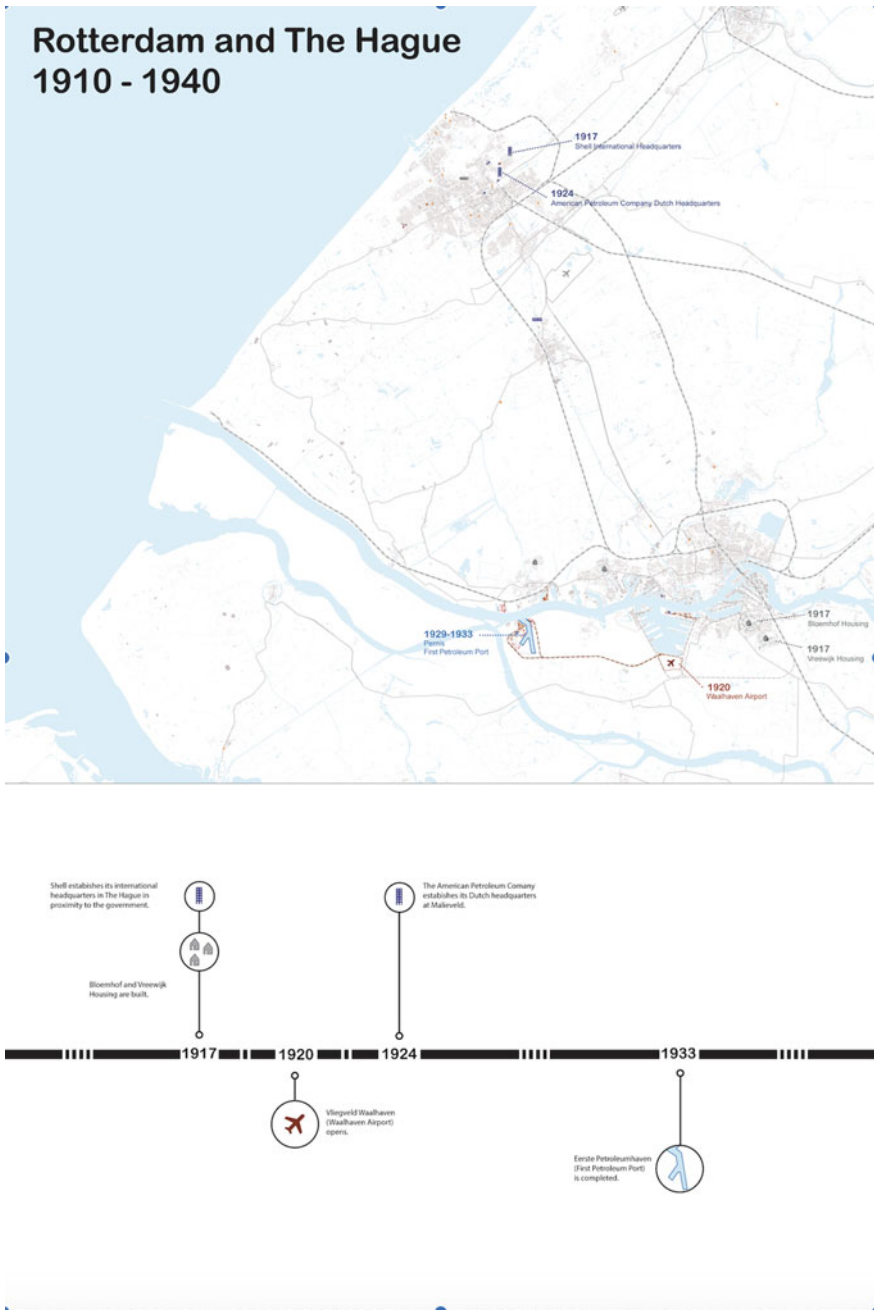 Rotterdam and The Hague
1910 - 1940
1917
Shell International Headquarters
1924
American Petroleum Company Dutch Headquarters
1929-1933
Pernis
First Petroleum Port
1917
Bloemhof Housing
1917
Vreewijk Housing
1920
Waalhaven Airport
Shell estabishes its international
headquarters in The Hague in
proximity to the government.
The American Petroleum Comany
estabishes its Dutch headquarters
at Malieveld.
Bloemhof and Vreewijk
Housing are built.
1917
1920
1924
1933
Vliegveld Waalhaven
(Waalhaven Airport)
opens.
Eerste Petroleumhaven
(First Petroleum Port)
is completed.